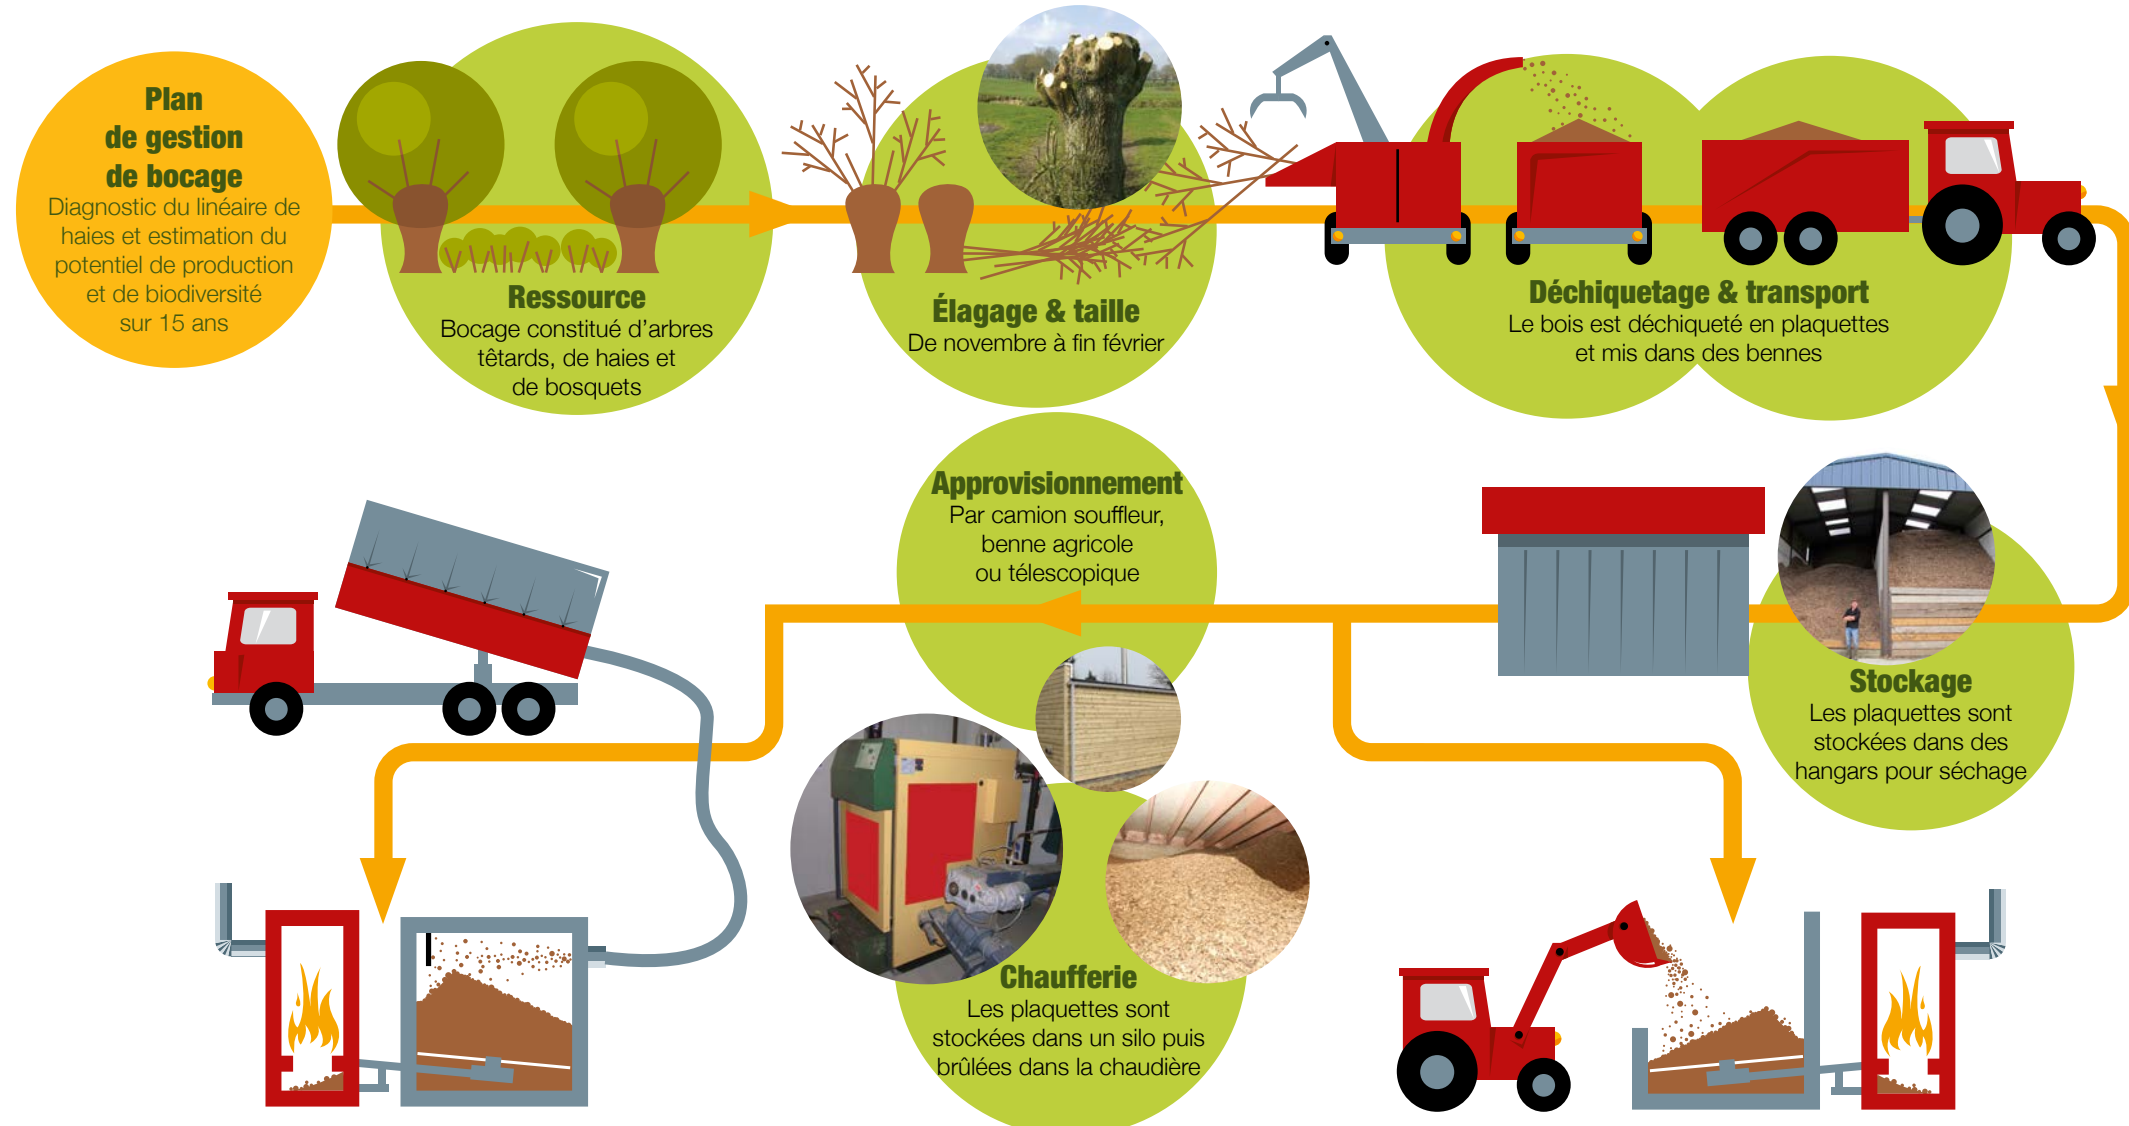 Plan
de gestion
de bocage
Diagnostic du linéaire de
haies et estimation du
potentiel de production
et de biodiversité
sur 15 ans
Ressource
Bocage constitué d'arbres
têtards, de haies et
de bosquets
Élagage & taille
De novembre à fin février
Déchiquetage & transport
Le bois est déchiqueté en plaquettes
et mis dans des bennes
Stockage
Les plaquettes sont
stockées dans des
hangars pour séchage
Approvisionnement
Par camion souffleur,
benne agricole
ou télescopique
Chaufferie
Les plaquettes sont
stockées dans un silo puis
brûlées dans la chaudière